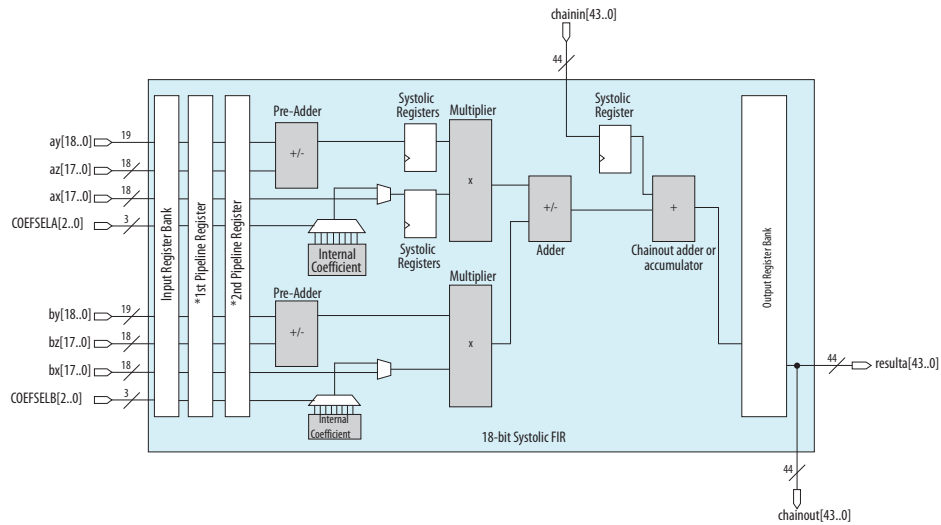 chainin[43..0]
44
Systolic
Registers
Multiplier
Systolic
Register
Pre-Adder
ay[18..0]
19
+/-
az[17..0]
18
ax[17..0]
18
x
+/-
+
COEFSELA[2..0]
3
Internal
Coefficient
Systolic
Registers
Adder
Chainout adder or
accumulator
Input Register Bank
*1st Pipeline Register
*2nd Pipeline Register
Output Register Bank
Multiplier
Pre-Adder
by[18..0]
19
+/-
bz[17..0]
18
x
bx[17..0]
18
44
resulta[43..0]
COEFSELB[2..0]
3
Internal
Coefficient
18-bit Systolic FIR
44
chainout[43..0]